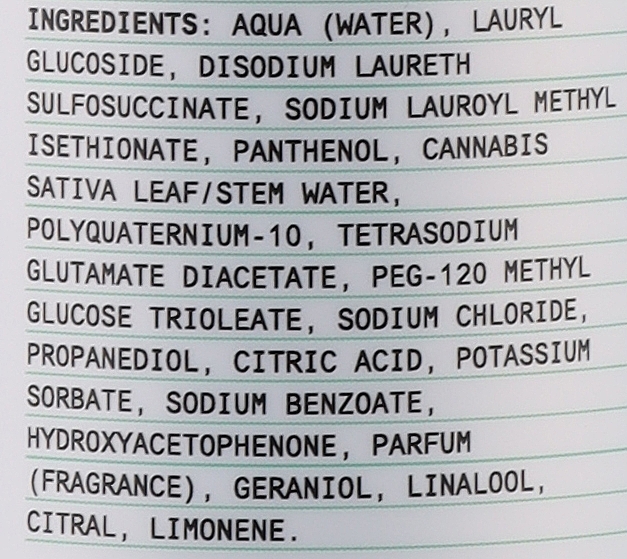 INGREDIENTS: AQUA (WATER), LAURYL
GLUCOSIDE, DISODIUM LAURETH
SULFOSUCCINATE, SODIUM LAUROYL METHYL
ISETHIONATE, PANTHENOL, CANNABIS
SATIVA LEAF/STEM WATER,
POLYQUATERNIUM-10, TETRASODIUM
GLUTAMATE DIACETATE, PEG-120 METHYL
GLUCOSE TRIOLEATE, SODIUM CHLORIDE,
PROPANEDIOL, CITRIC ACID, POTASSIUM
SORBATE, SODIUM BENZOATE,
HYDROXYACETOPHENONE, PARFUM
(FRAGRANCE), GERANIOL, LINALOOL,
CITRAL, LIMONENE.